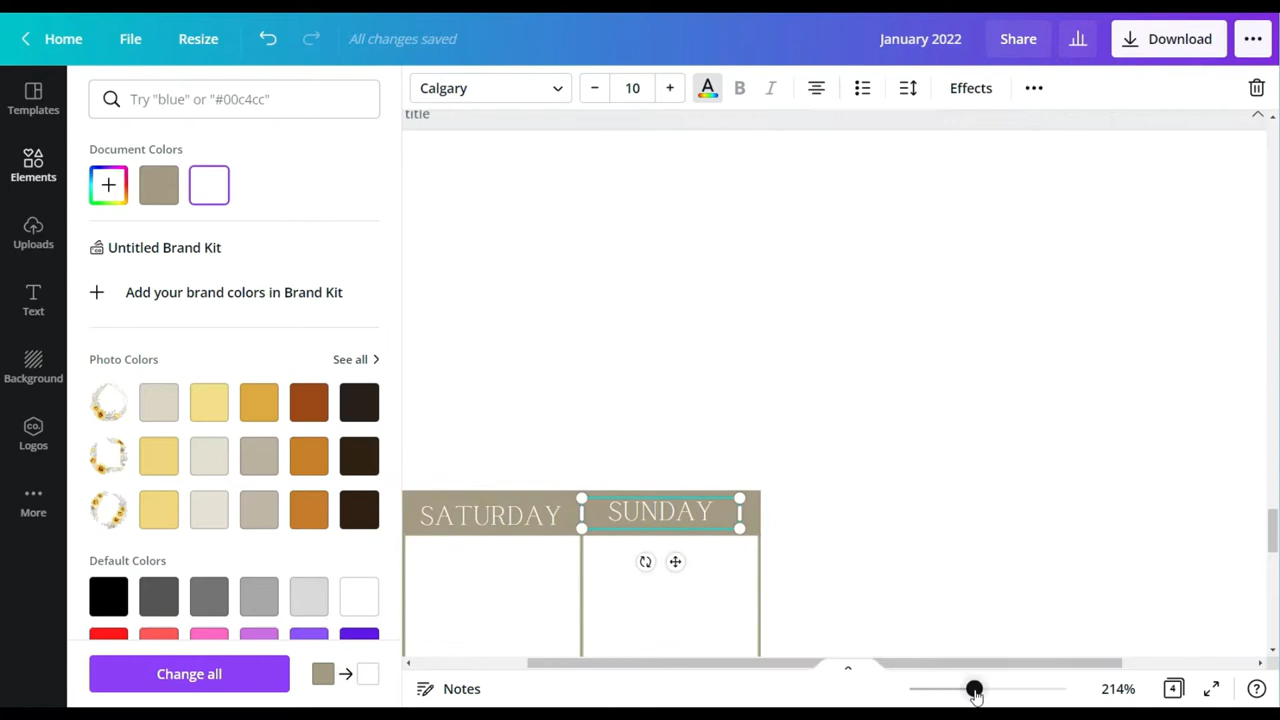 Home File Resize All changes saved January 2022 Share Download
Templates
Elements
Uploads
Text
Background
Logos
More
Try "blue" or "#00c4cc"
Document Colors
Untitled Brand Kit
Add your brand colors in Brand Kit
Photo Colors See all
Default Colors
Change all
Calgary 10 A B I Effects
title
SATURDAY SUNDAY
Notes 214% 4 ?
CO.